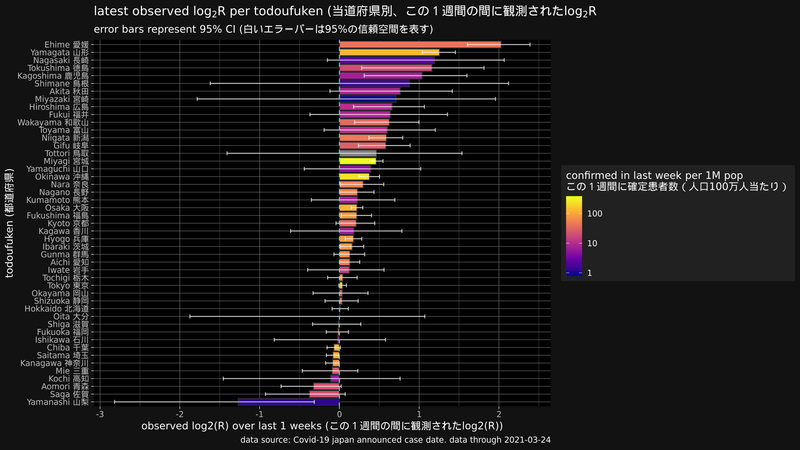 latest observed log₂R per todoufuken (当道府県別、この１週間の間に観測されたlog₂R
error bars represent 95% CI (白いエラーバーは95%の信頼空間を表す)
todoufuken (都道府県)
Ehime 愛媛
Yamagata 山形
Nagasaki 長崎
Tokushima 徳島
Kagoshima 鹿児島
Shimane 島根
Akita 秋田
Miyazaki 宮崎
Hiroshima 広島
Fukui 福井
Wakayama 和歌山
Toyama 富山
Niigata 新潟
Gifu 岐阜
Tottori 鳥取
Miyagi 宮城
Yamaguchi 山口
Okinawa 沖縄
Nara 奈良
Nagano 長野
Kumamoto 熊本
Osaka 大阪
Fukushima 福島
Kyoto 京都
Kagawa 香川
Hyogo 兵庫
Ibaraki 茨城
Gunma 群馬
Aichi 愛知
Iwate 岩手
Tochigi 栃木
Tokyo 東京
Okayama 岡山
Shizuoka 静岡
Hokkaido 北海道
Oita 大分
Shiga 滋賀
Fukuoka 福岡
Ishikawa 石川
Chiba 千葉
Saitama 埼玉
Kanagawa 神奈川
Mie 三重
Kochi 高知
Aomori 青森
Saga 佐賀
Yamanashi 山梨
-3 -2 -1 0 1 2
observed log2(R) over last 1 weeks (この１週間の間に観測されたlog2(R))
data source: Covid-19 japan announced case date. data through 2021-03-24
confirmed in last week per 1M pop
この１週間に確定患者数 ( 人口100万人当たり )
100
10
1